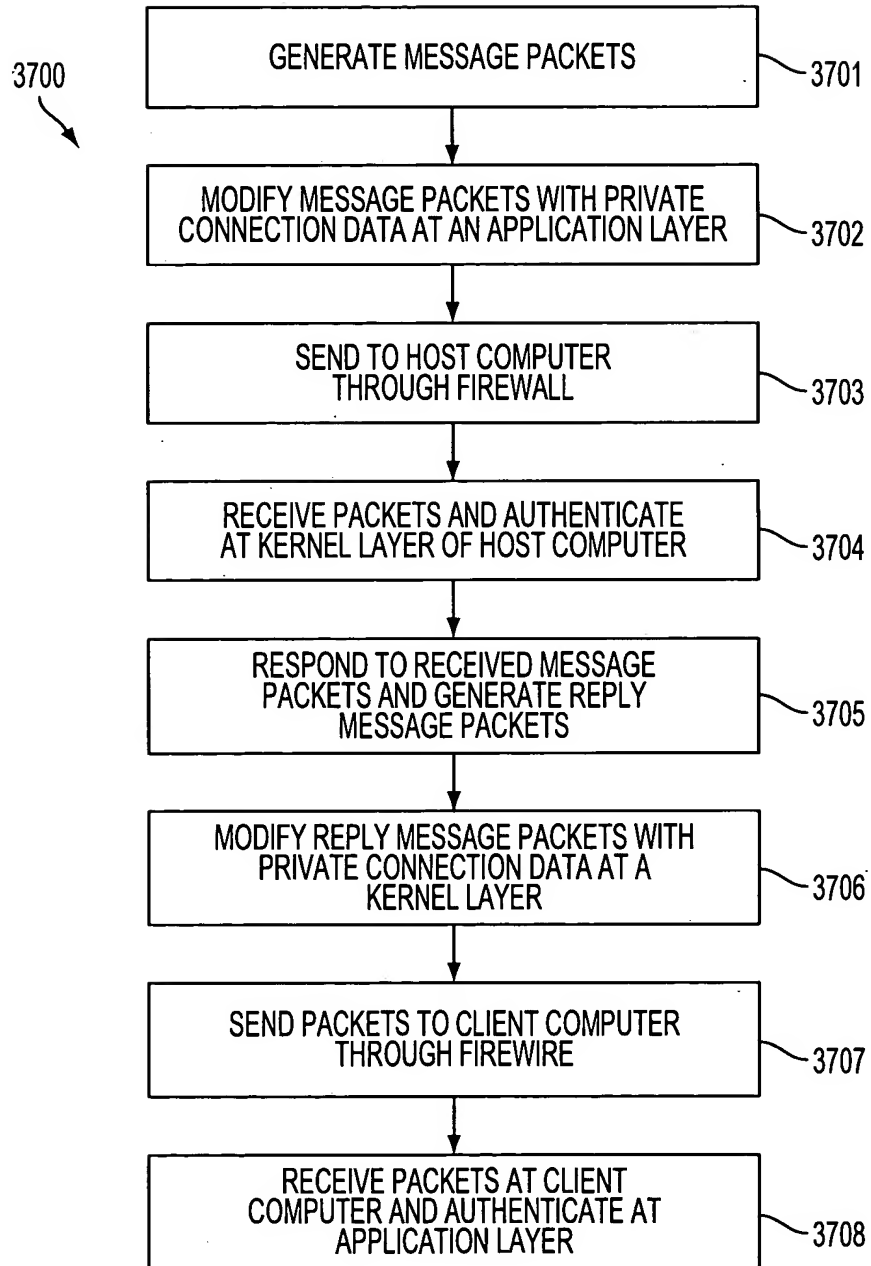 3700
GENERATE MESSAGE PACKETS
3701
MODIFY MESSAGE PACKETS WITH PRIVATE
CONNECTION DATA AT AN APPLICATION LAYER
3702
SEND TO HOST COMPUTER
THROUGH FIREWALL
3703
RECEIVE PACKETS AND AUTHENTICATE
AT KERNEL LAYER OF HOST COMPUTER
3704
RESPOND TO RECEIVED MESSAGE
PACKETS AND GENERATE REPLY
MESSAGE PACKETS
3705
MODIFY REPLY MESSAGE PACKETS WITH
PRIVATE CONNECTION DATA AT A
KERNEL LAYER
3706
SEND PACKETS TO CLIENT COMPUTER
THROUGH FIREWIRE
3707
RECEIVE PACKETS AT CLIENT
COMPUTER AND AUTHENTICATE AT
APPLICATION LAYER
3708